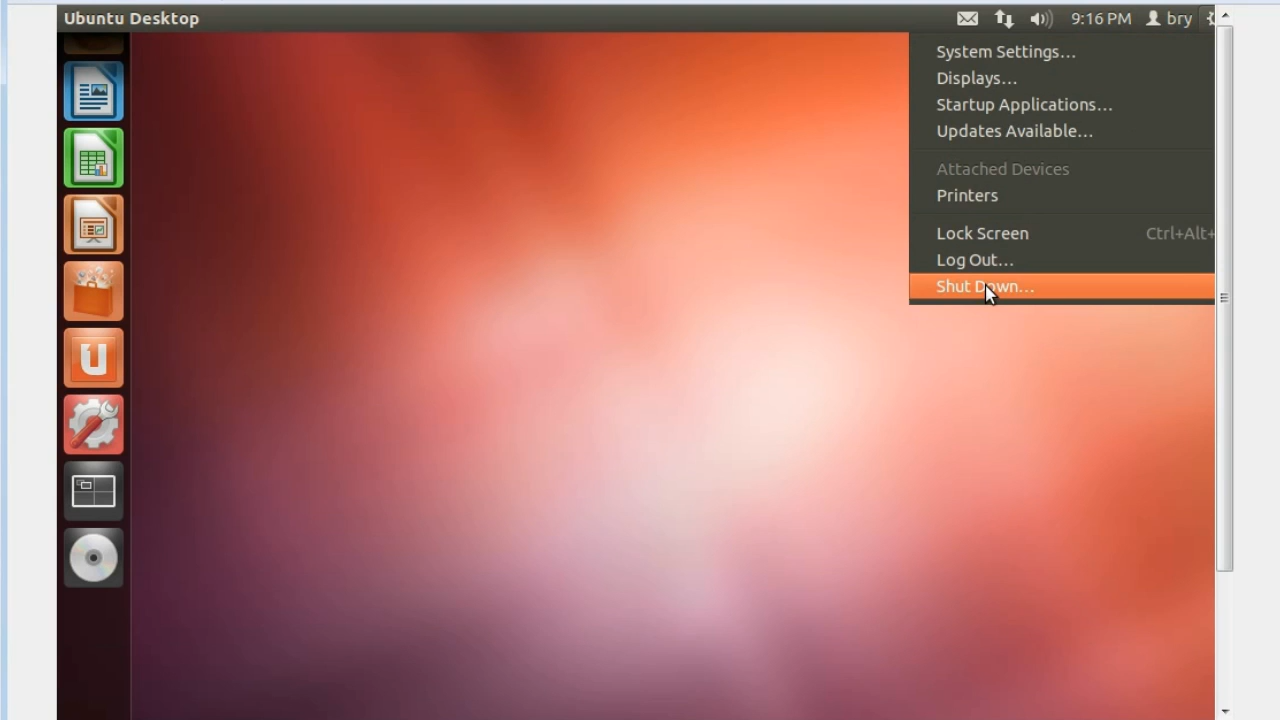 Ubuntu Desktop
9:16 PM
bry
System Settings…
Displays…
Startup Applications…
Updates Available…
Attached Devices
Printers
Lock Screen Ctrl+Alt+
Log Out…
Shut Down…